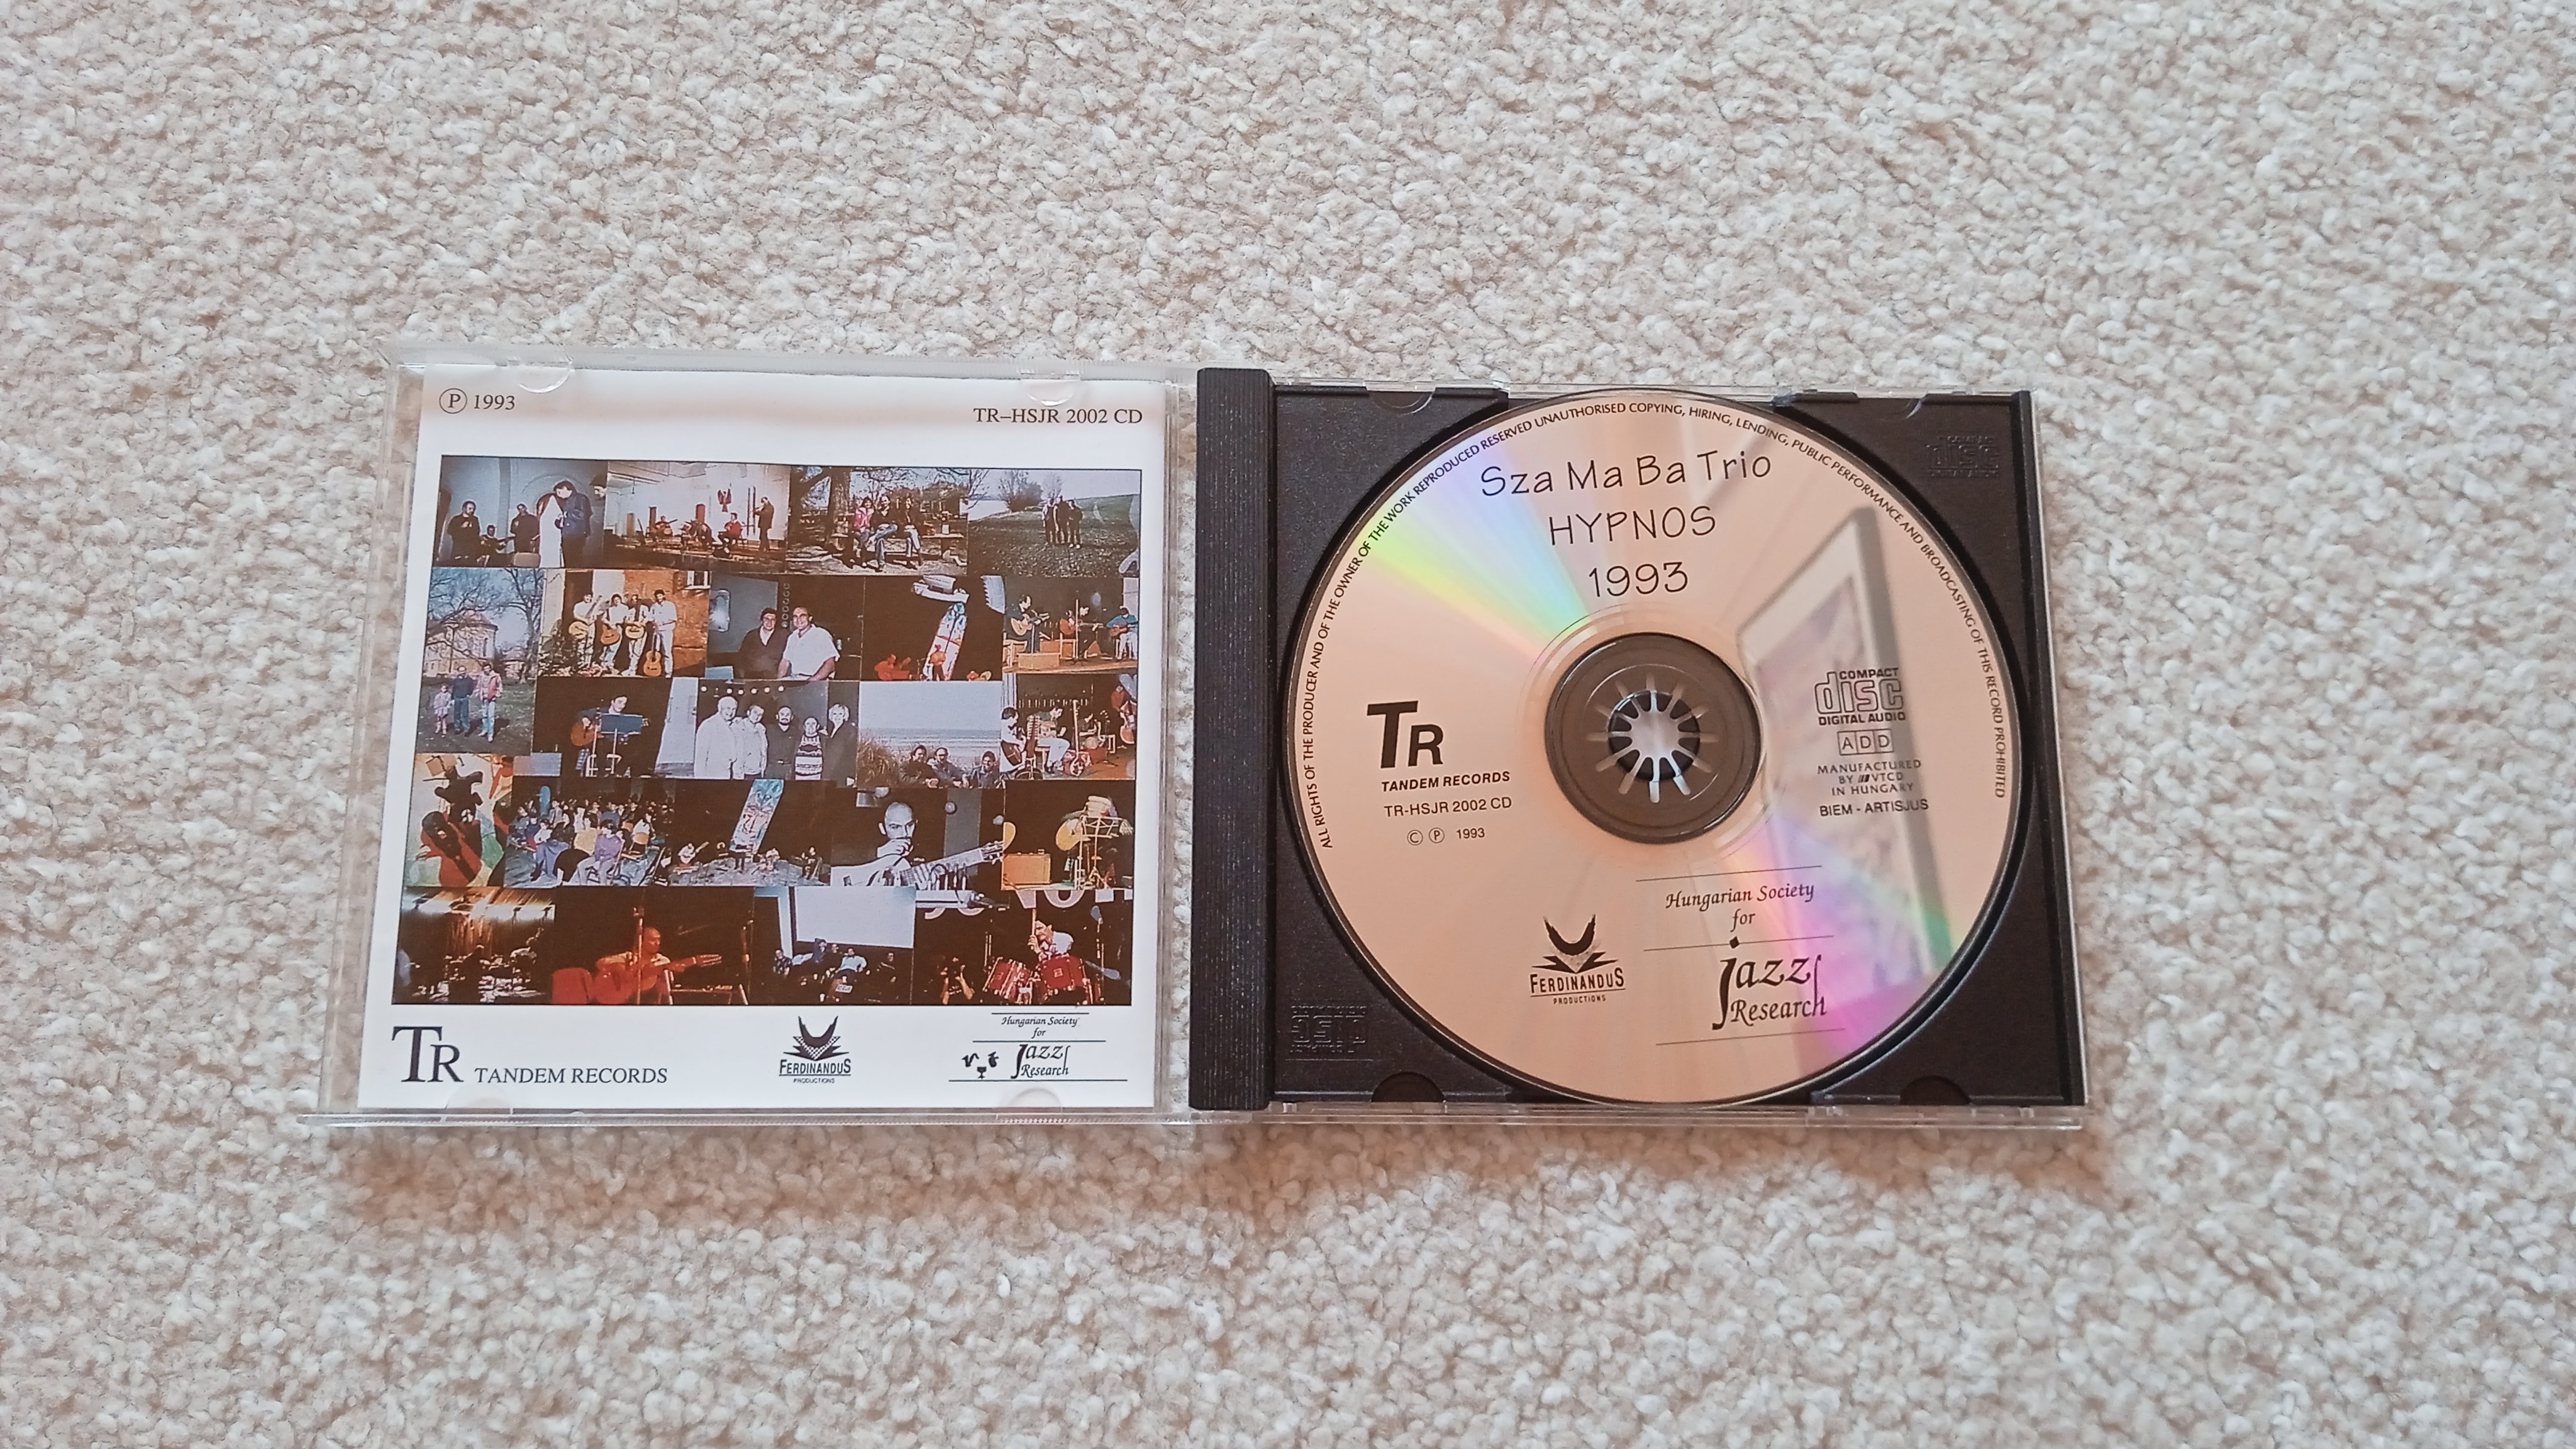 Ⓟ 1993
TR–HSJR 2002 CD
TR TANDEM RECORDS
FERDINANDUS
PRODUCTIONS
Hungarian Society
for
Jazz
Research
ALL RIGHTS OF THE PRODUCER AND OF THE OWNER OF THE WORK REPRODUCED RESERVED UNAUTHORISED COPYING, HIRING, LENDING, PUBLIC PERFORMANCE AND BROADCASTING OF THIS RECORD PROHIBITED
Sza Ma Ba Trio
HYPNOS
1993
TR
TANDEM RECORDS
TR-HSJR 2002 CD
© Ⓟ 1993
COMPACT
disc
DIGITAL AUDIO
ADD
MANUFACTURED
BY VTCD
IN HUNGARY
BIEM - ARTISJUS
FERDINANDUS
PRODUCTIONS
Hungarian Society
for
jazz
Research